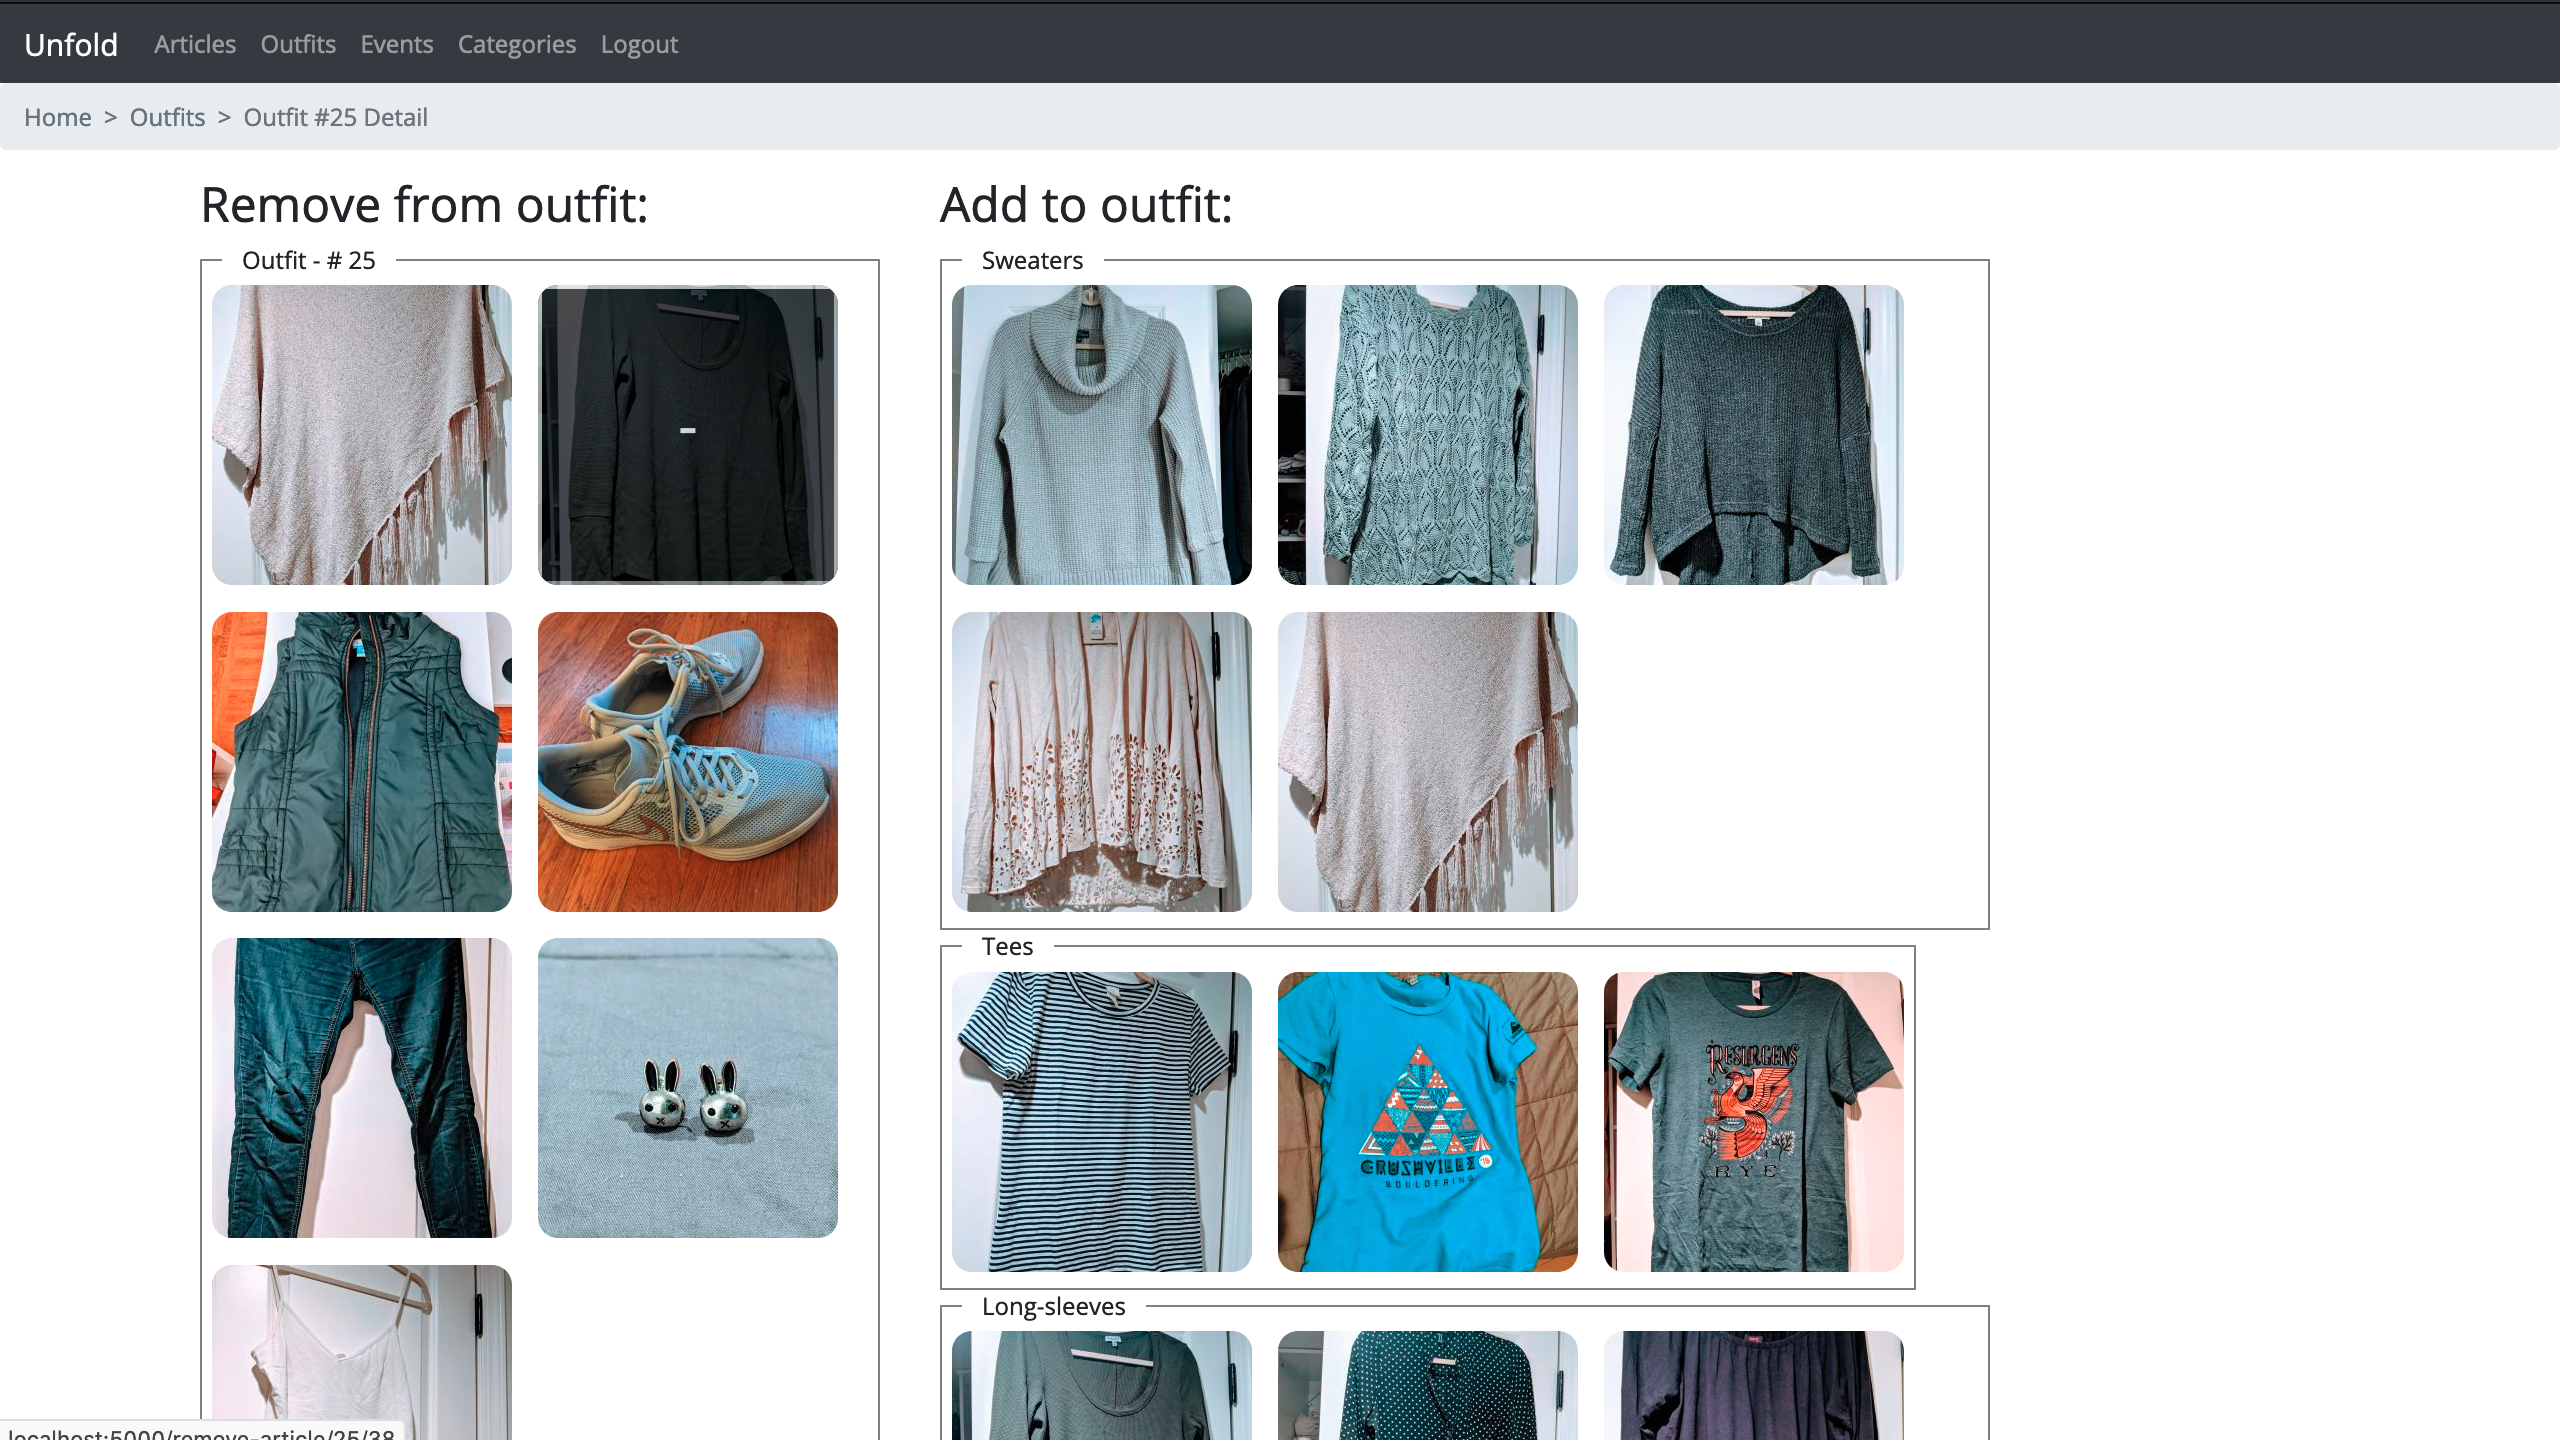 Unfold Articles Outfits Events Categories Logout
Home > Outfits > Outfit #25 Detail
Remove from outfit:
Outfit - # 25
-
Add to outfit:
Sweaters
Tees
CRUSHVILLE '15
BOULDERING
RESURGENS
RYE
Long-sleeves
localhost:5000/remove-article/25/38